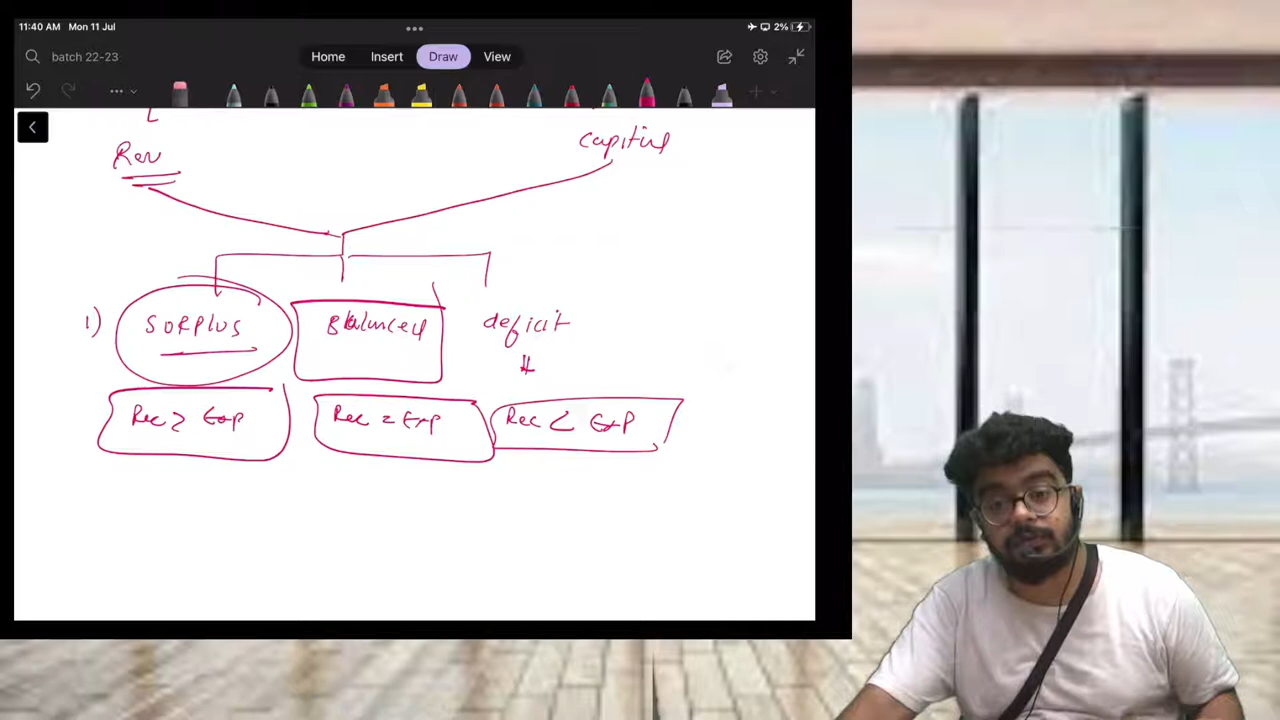 11:40 AM Mon 11 Jul
2%
batch 22-23
Home Insert Draw View
Rev
capital
1) SORPLUS Balanced deficit
Rec > Exp Rec = Exp Rec < Exp